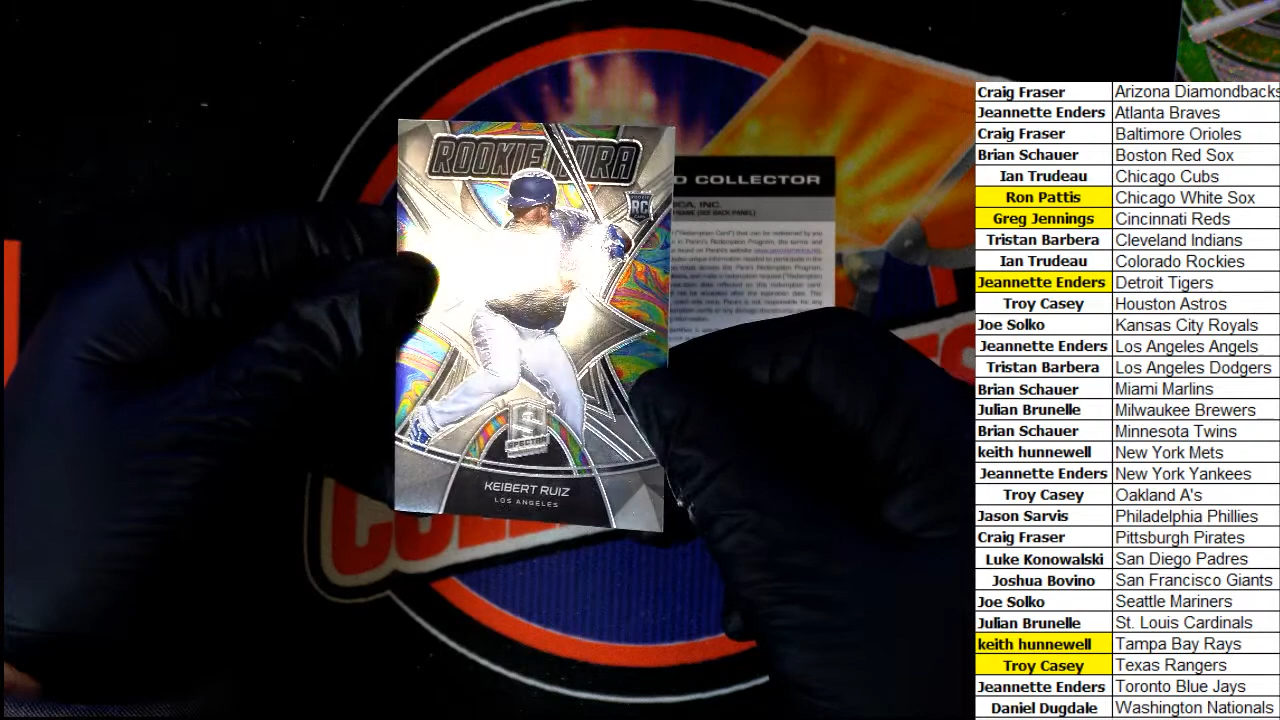 ROOKIE AURA
RC
SPECTRA
KEIBERT RUIZ
LOS ANGELES
D COLLECTOR
ICA, INC.
Craig Fraser Arizona Diamondbacks
Jeannette Enders Atlanta Braves
Craig Fraser Baltimore Orioles
Brian Schauer Boston Red Sox
Ian Trudeau Chicago Cubs
Ron Pattis Chicago White Sox
Greg Jennings Cincinnati Reds
Tristan Barbera Cleveland Indians
Ian Trudeau Colorado Rockies
Jeannette Enders Detroit Tigers
Troy Casey Houston Astros
Joe Solko Kansas City Royals
Jeannette Enders Los Angeles Angels
Tristan Barbera Los Angeles Dodgers
Brian Schauer Miami Marlins
Julian Brunelle Milwaukee Brewers
Brian Schauer Minnesota Twins
keith hunnewell New York Mets
Jeannette Enders New York Yankees
Troy Casey Oakland A's
Jason Sarvis Philadelphia Phillies
Craig Fraser Pittsburgh Pirates
Luke Konowalski San Diego Padres
Joshua Bovino San Francisco Giants
Joe Solko Seattle Mariners
Julian Brunelle St. Louis Cardinals
keith hunnewell Tampa Bay Rays
Troy Casey Texas Rangers
Jeannette Enders Toronto Blue Jays
Daniel Dugdale Washington Nationals